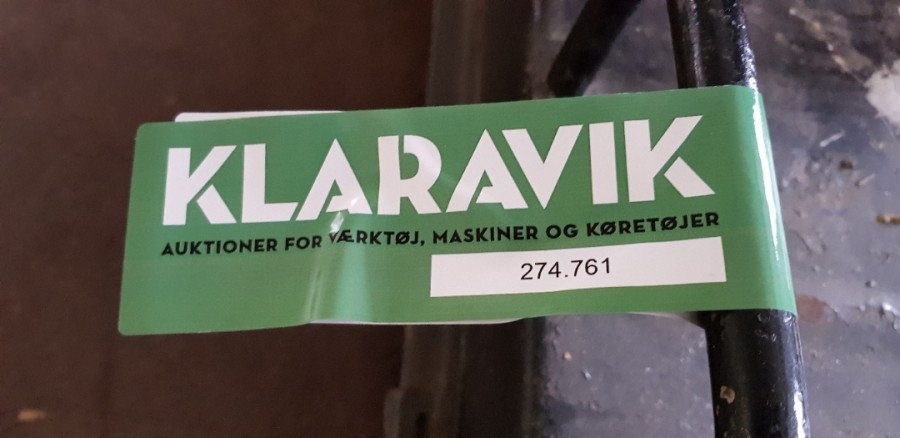 KLARAVIK
AUKTIONER FOR VÆRKTØJ, MASKINER OG KØRETØJER
274.761